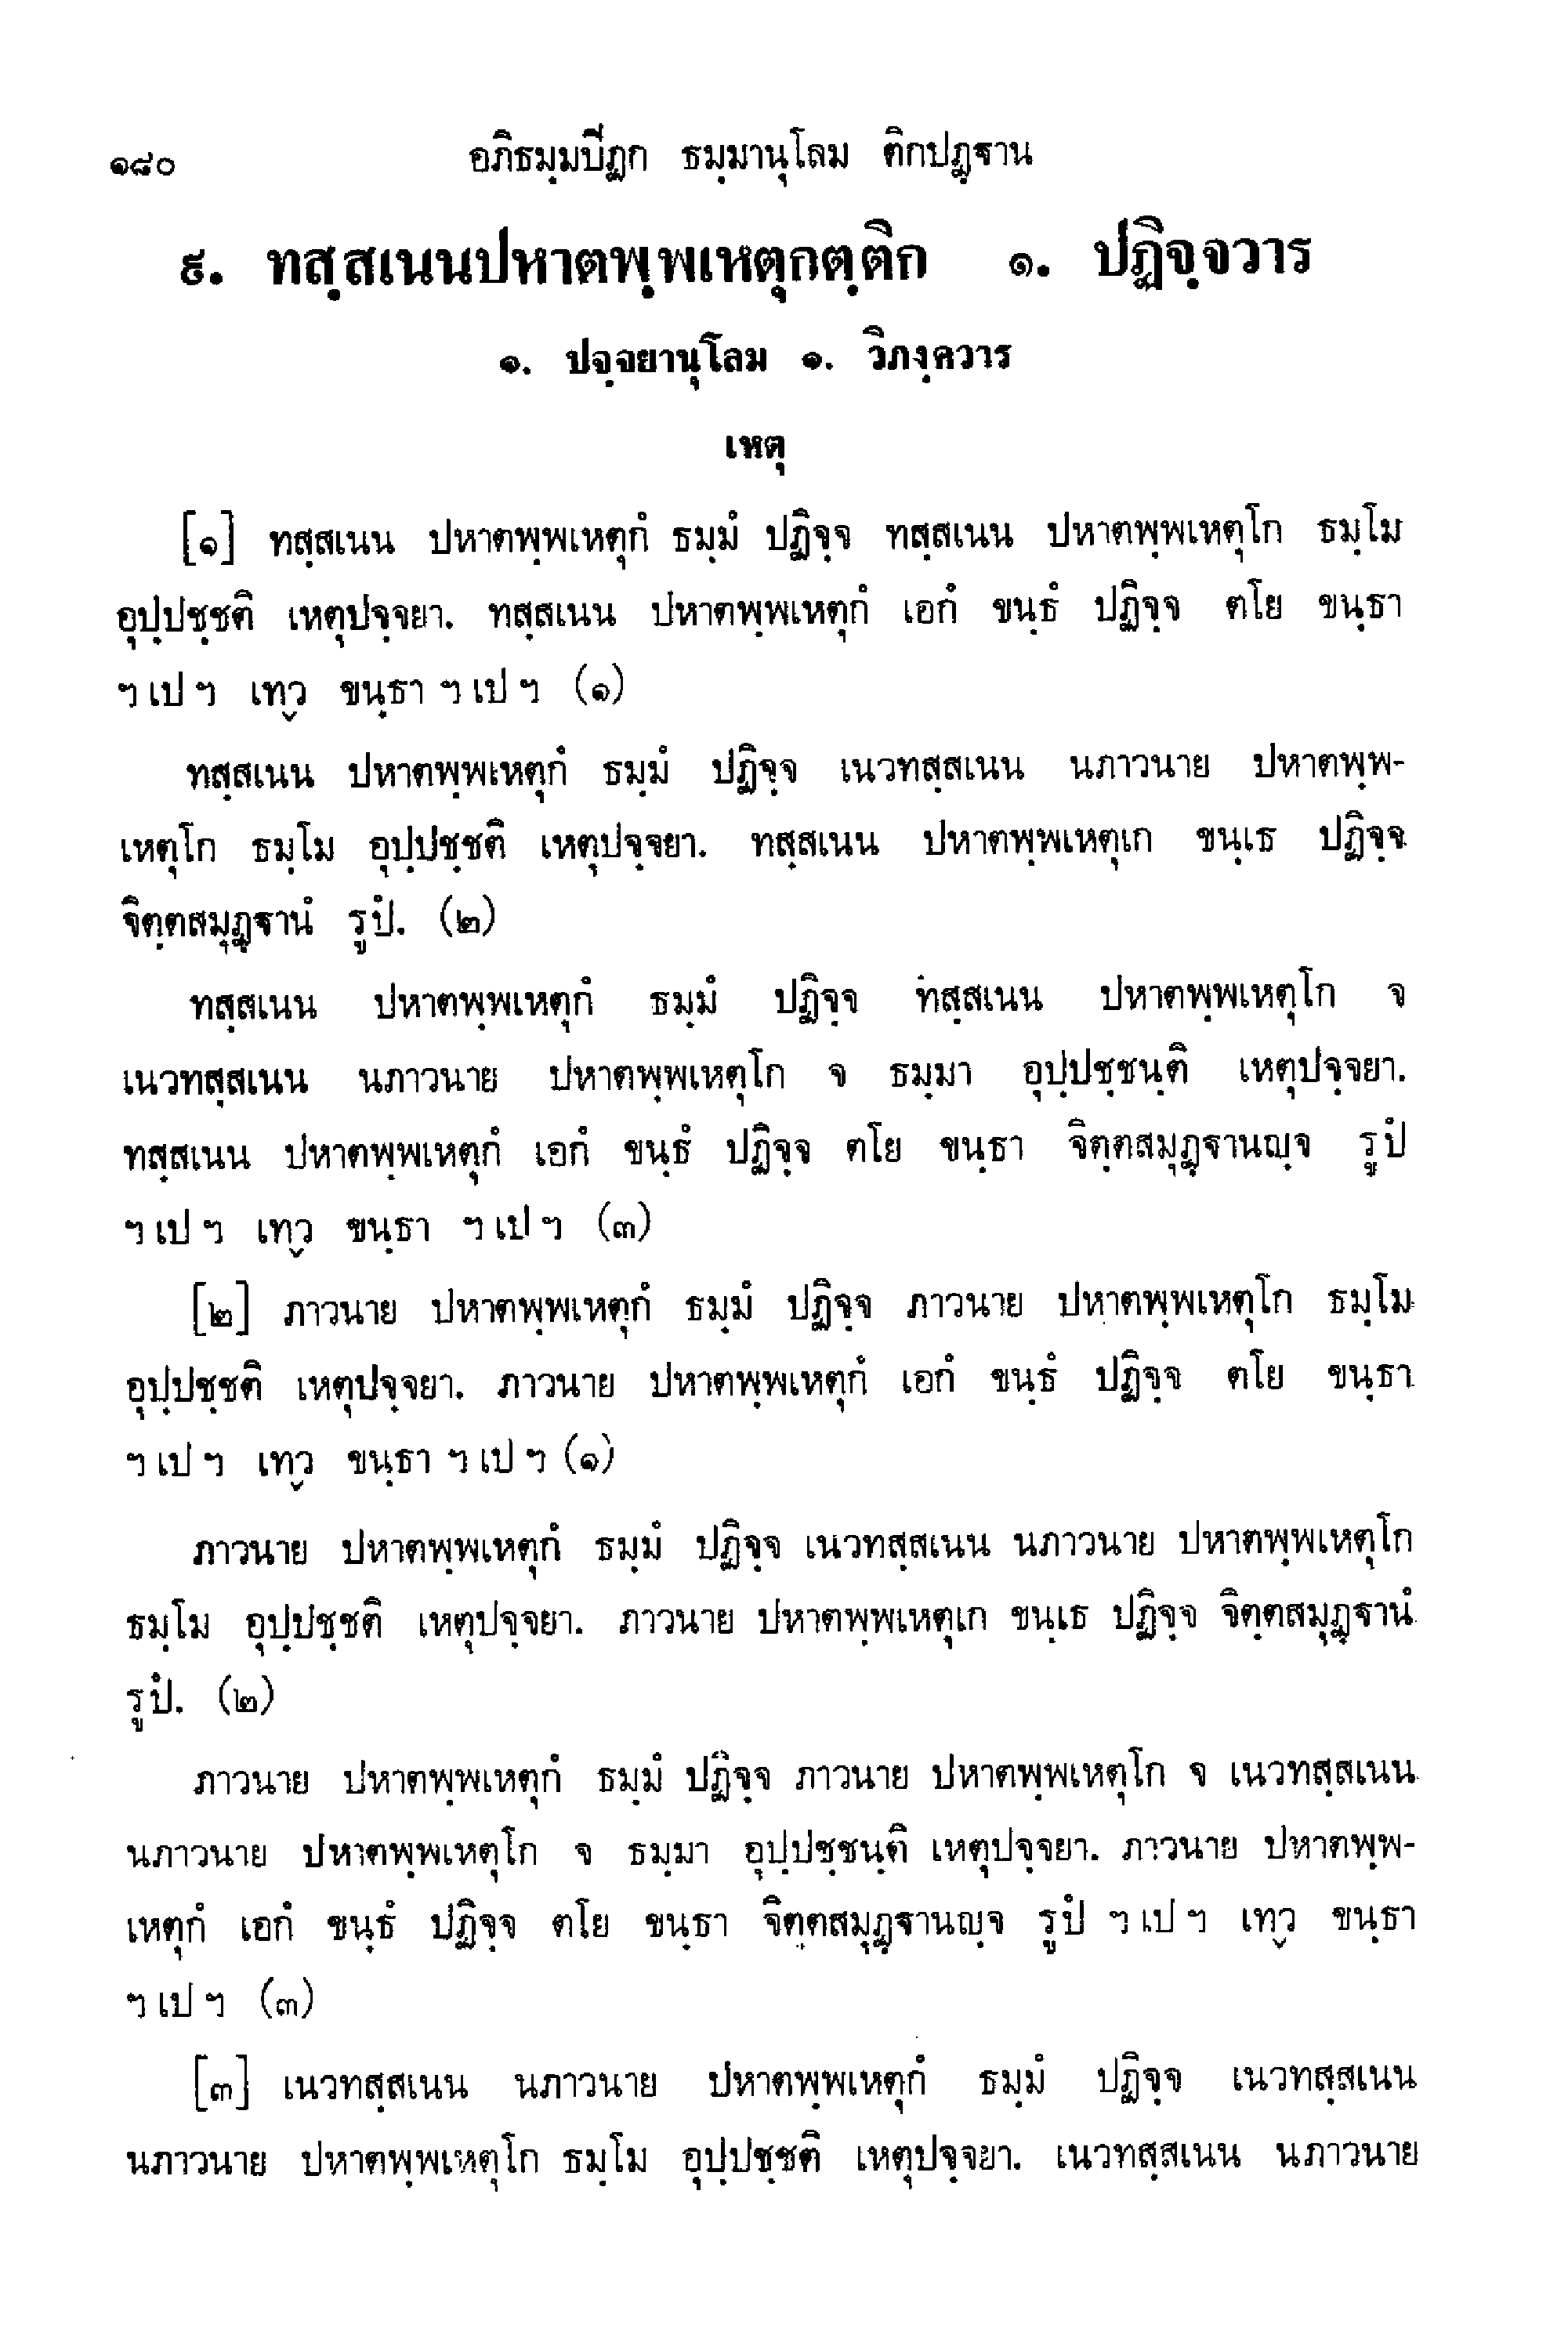 ๑๘๐ อภิธมฺมปีฏก ธมฺมานุโลม ติกปฏฺฐาน
๙. ทสฺสเนนปหาตพฺพเหตุกตฺติก ๑. ปฏิจฺจวาร
๑. ปจฺจยานุโลม ๑. วิภงฺควาร
เหตุ
[๑] ทสฺสเนน ปหาตพฺพเหตุกํ ธมฺมํ ปฏิจฺจ ทสฺสเนน ปหาตพฺพเหตุโก ธมฺโม
อุปฺปชฺชติ เหตุปจฺจยา. ทสฺสเนน ปหาตพฺพเหตุกํ เอกํ ขนฺธํ ปฏิจฺจ ตโย ขนฺธา
ฯ เป ฯ เทฺว ขนฺธา ฯ เป ฯ (๑)
ทสฺสเนน ปหาตพฺพเหตุกํ ธมฺมํ ปฏิจฺจ เนวทสฺสเนน นภาวนาย ปหาตพฺพ-
เหตุโก ธมฺโม อุปฺปชฺชติ เหตุปจฺจยา. ทสฺสเนน ปหาตพฺพเหตุเก ขนฺเธ ปฏิจฺจ
จิตฺตสมุฏฺฐานํ รูปํ. (๒)
ทสฺสเนน ปหาตพฺพเหตุกํ ธมฺมํ ปฏิจฺจ ทสฺสเนน ปหาตพฺพเหตุโก จ
เนวทสฺสเนน นภาวนาย ปหาตพฺพเหตุโก จ ธมฺมา อุปฺปชฺชนฺติ เหตุปจฺจยา.
ทสฺสเนน ปหาตพฺพเหตุกํ เอกํ ขนฺธํ ปฏิจฺจ ตโย ขนฺธา จิตฺตสมุฏฺฐานญฺจ รูปํ
ฯ เป ฯ เทฺว ขนฺธา ฯ เป ฯ (๓)
[๒] ภาวนาย ปหาตพฺพเหตุกํ ธมฺมํ ปฏิจฺจ ภาวนาย ปหาตพฺพเหตุโก ธมฺโม
อุปฺปชฺชติ เหตุปจฺจยา. ภาวนาย ปหาตพฺพเหตุกํ เอกํ ขนฺธํ ปฏิจฺจ ตโย ขนฺธา
ฯ เป ฯ เทฺว ขนฺธา ฯ เป ฯ (๑)
ภาวนาย ปหาตพฺพเหตุกํ ธมฺมํ ปฏิจฺจ เนวทสฺสเนน นภาวนาย ปหาตพฺพเหตุโก
ธมฺโม อุปฺปชฺชติ เหตุปจฺจยา. ภาวนาย ปหาตพฺพเหตุเก ขนฺเธ ปฏิจฺจ จิตฺตสมุฏฺฐานํ
รูปํ. (๒)
ภาวนาย ปหาตพฺพเหตุกํ ธมฺมํ ปฏิจฺจ ภาวนาย ปหาตพฺพเหตุโก จ เนวทสฺสเนน
นภาวนาย ปหาตพฺพเหตุโก จ ธมฺมา อุปฺปชฺชนฺติ เหตุปจฺจยา. ภาวนาย ปหาตพฺพ-
เหตุกํ เอกํ ขนฺธํ ปฏิจฺจ ตโย ขนฺธา จิตฺตสมุฏฺฐานญฺจ รูปํ ฯ เป ฯ เทฺว ขนฺธา
ฯ เป ฯ (๓)
[๓] เนวทสฺสเนน นภาวนาย ปหาตพฺพเหตุกํ ธมฺมํ ปฏิจฺจ เนวทสฺสเนน
นภาวนาย ปหาตพฺพเหตุโก ธมฺโม อุปฺปชฺชติ เหตุปจฺจยา. เนวทสฺสเนน นภาวนาย